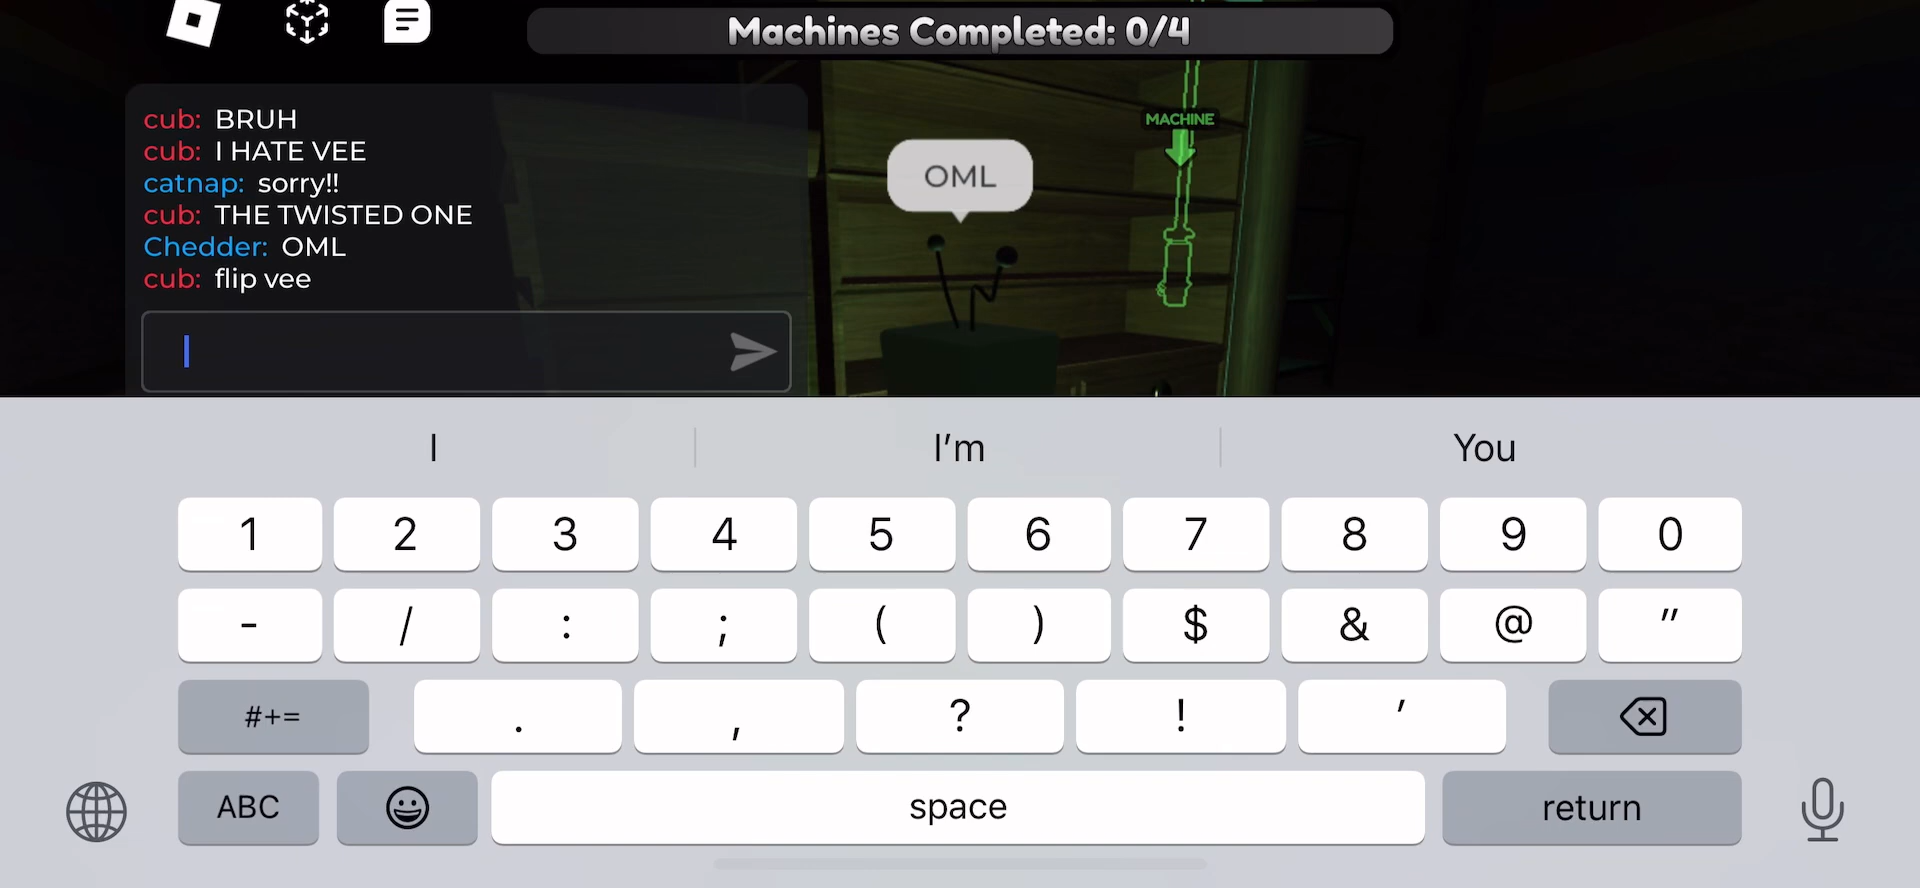 Machines Completed: 0/4
cub: BRUH
cub: I HATE VEE
catnap: sorry!!
cub: THE TWISTED ONE
Chedder: OML
cub: flip vee
OML
MACHINE
I I’m You
1 2 3 4 5 6 7 8 9 0
- / : ; ( ) $ & @ "
#+= . , ? ! ’
ABC space return